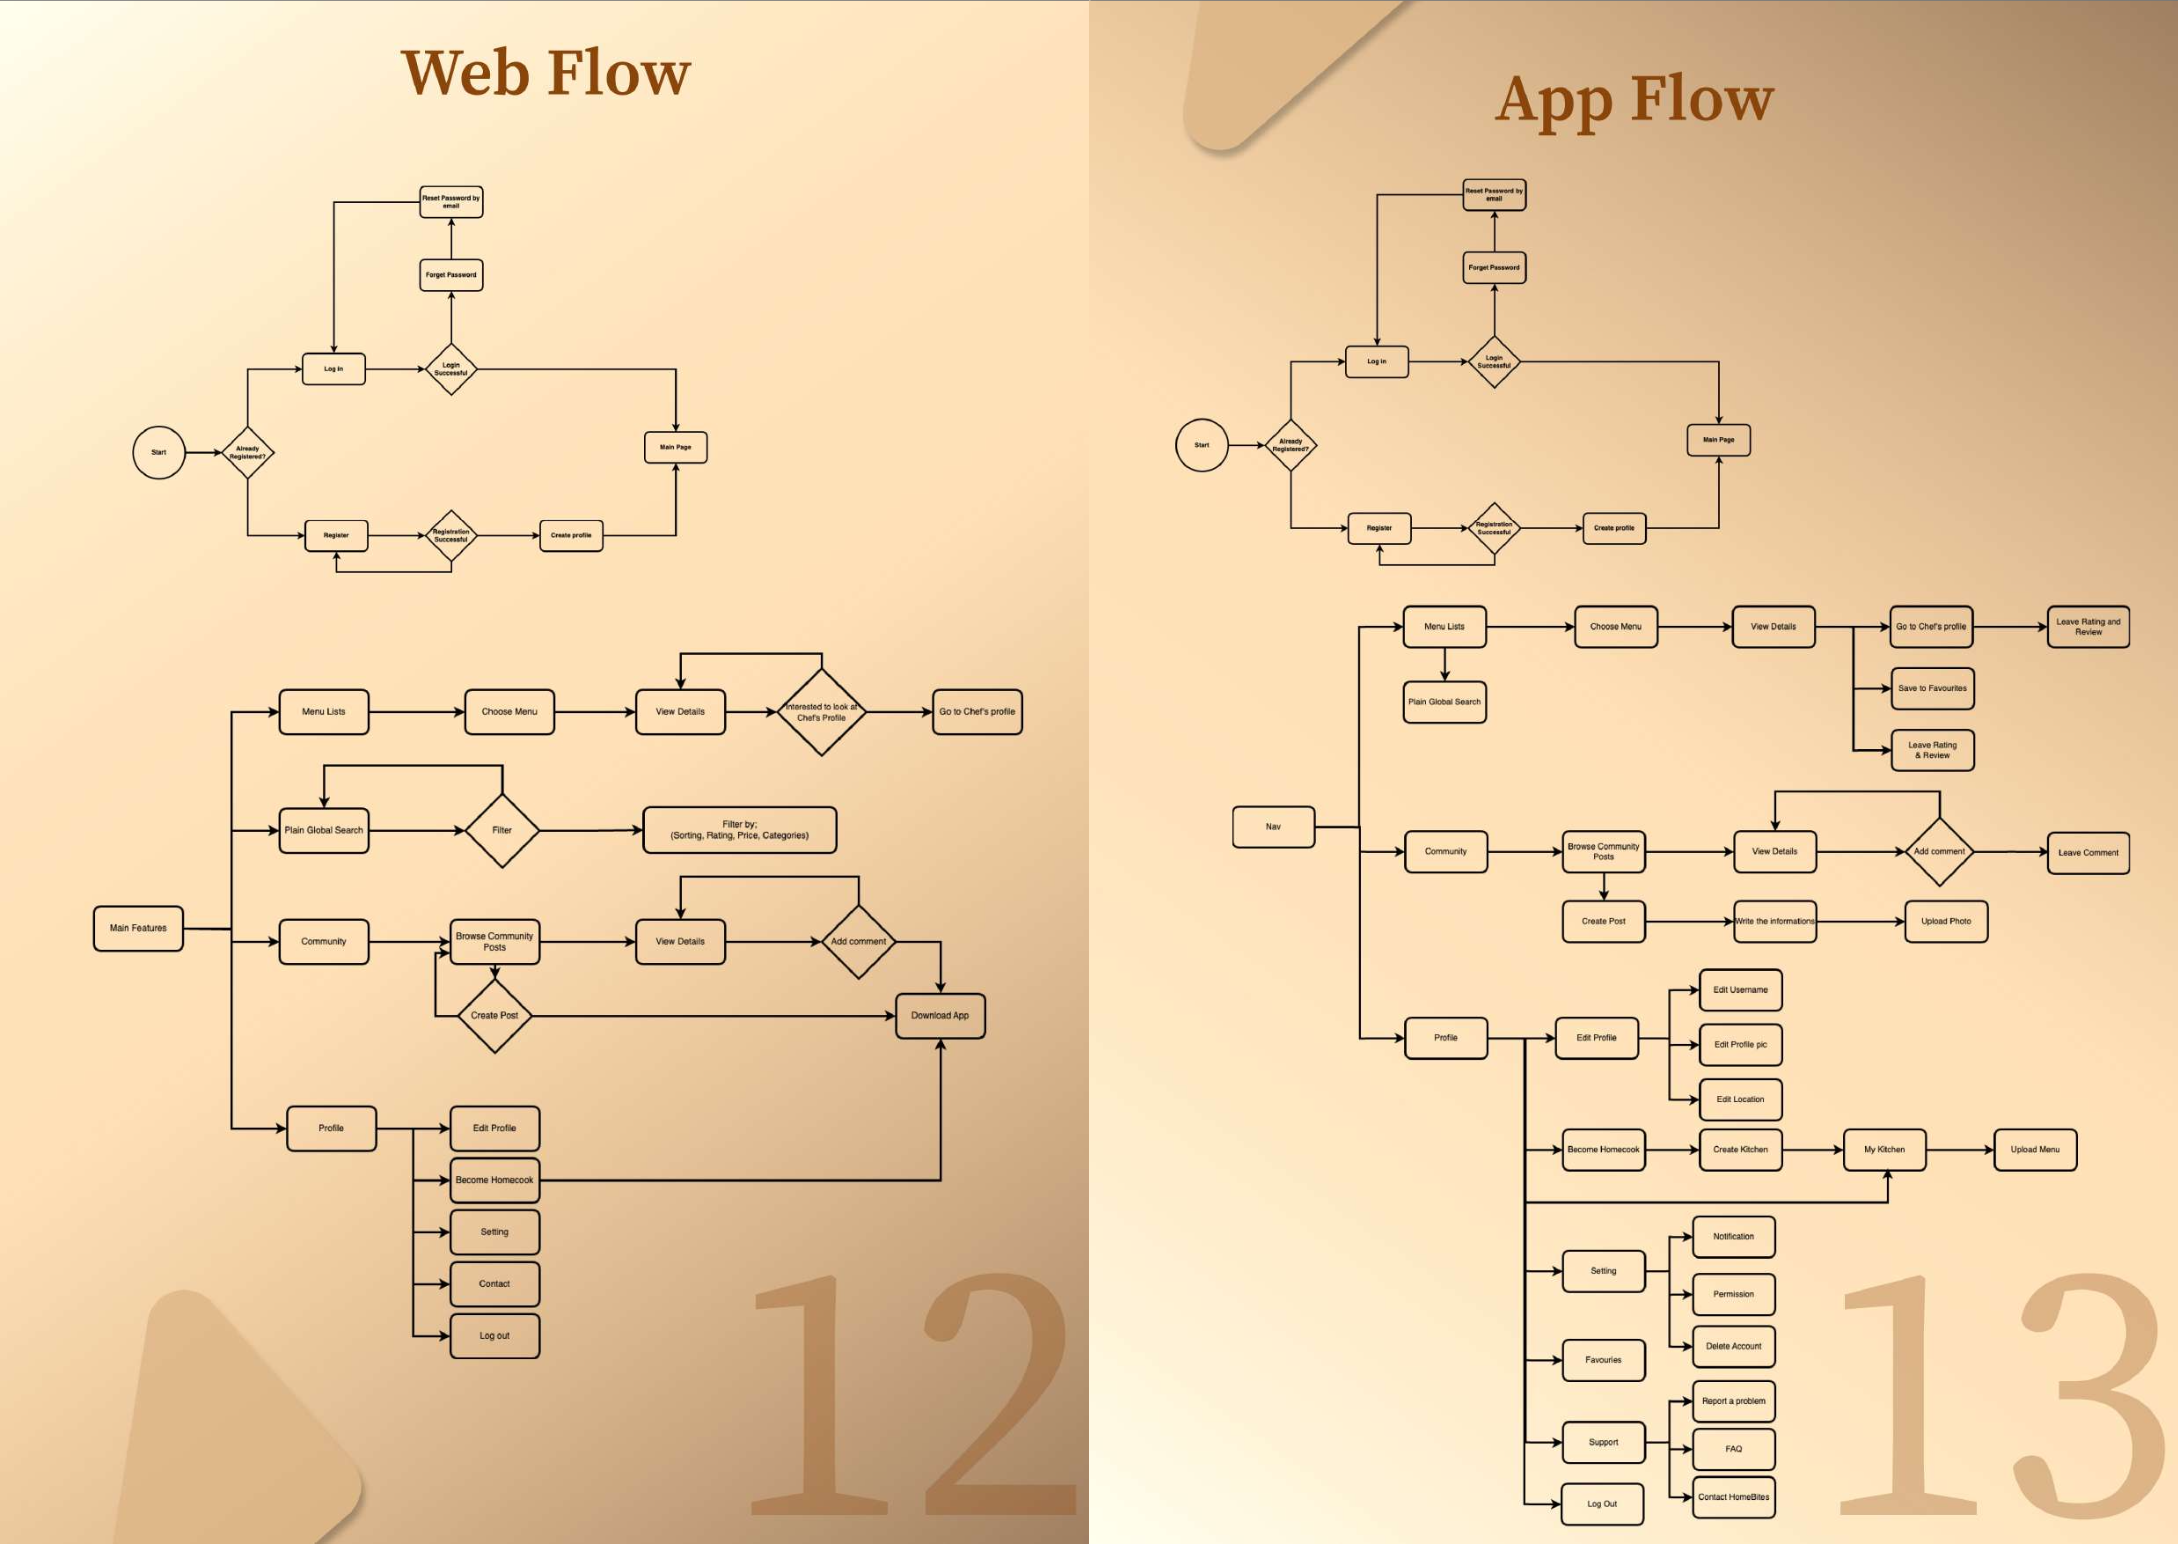 Web Flow
Reset Password by
email
Forget Password
Log in
Login
Successful
Start
Already
Registered?
Main Page
Register
Registration
Successful
Create profile
Menu Lists
Choose Menu
View Details
Interested to look at
Chef's Profile
Go to Chef's profile
Plain Global Search
Filter
Filter by;
(Sorting, Rating, Price, Categories)
Main Features
Community
Browse Community
Posts
View Details
Add comment
Create Post
Download App
Profile
Edit Profile
Become Homecook
Setting
Contact
Log out
12
App Flow
Reset Password by
email
Forget Password
Log in
Login
Successful
Start
Already
Registered?
Main Page
Register
Registration
Successful
Create profile
Menu Lists
Choose Menu
View Details
Go to Chef's profile
Leave Rating and
Review
Plain Global Search
Save to Favourites
Leave Rating
& Review
Nav
Community
Browse Community
Posts
View Details
Add comment
Leave Comment
Create Post
Write the informations
Upload Photo
Profile
Edit Profile
Edit Username
Edit Profile pic
Edit Location
Become Homecook
Create Kitchen
My Kitchen
Upload Menu
Setting
Notification
Permission
Delete Account
Favouries
Support
Report a problem
FAQ
Contact HomeBites
Log Out
13